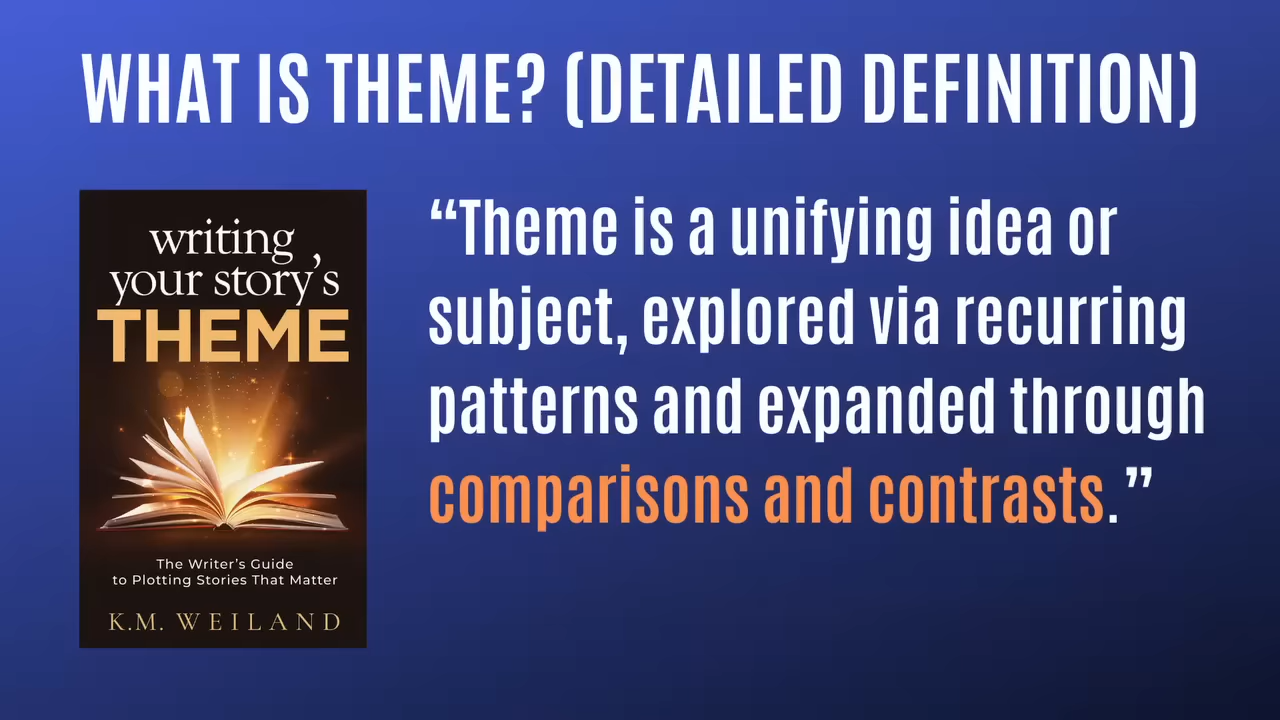 WHAT IS THEME? (DETAILED DEFINITION)
writing
your story's
THEME
The Writer's Guide
to Plotting Stories That Matter
K.M. WEILAND
“Theme is a unifying idea or
subject, explored via recurring
patterns and expanded through
comparisons and contrasts.”